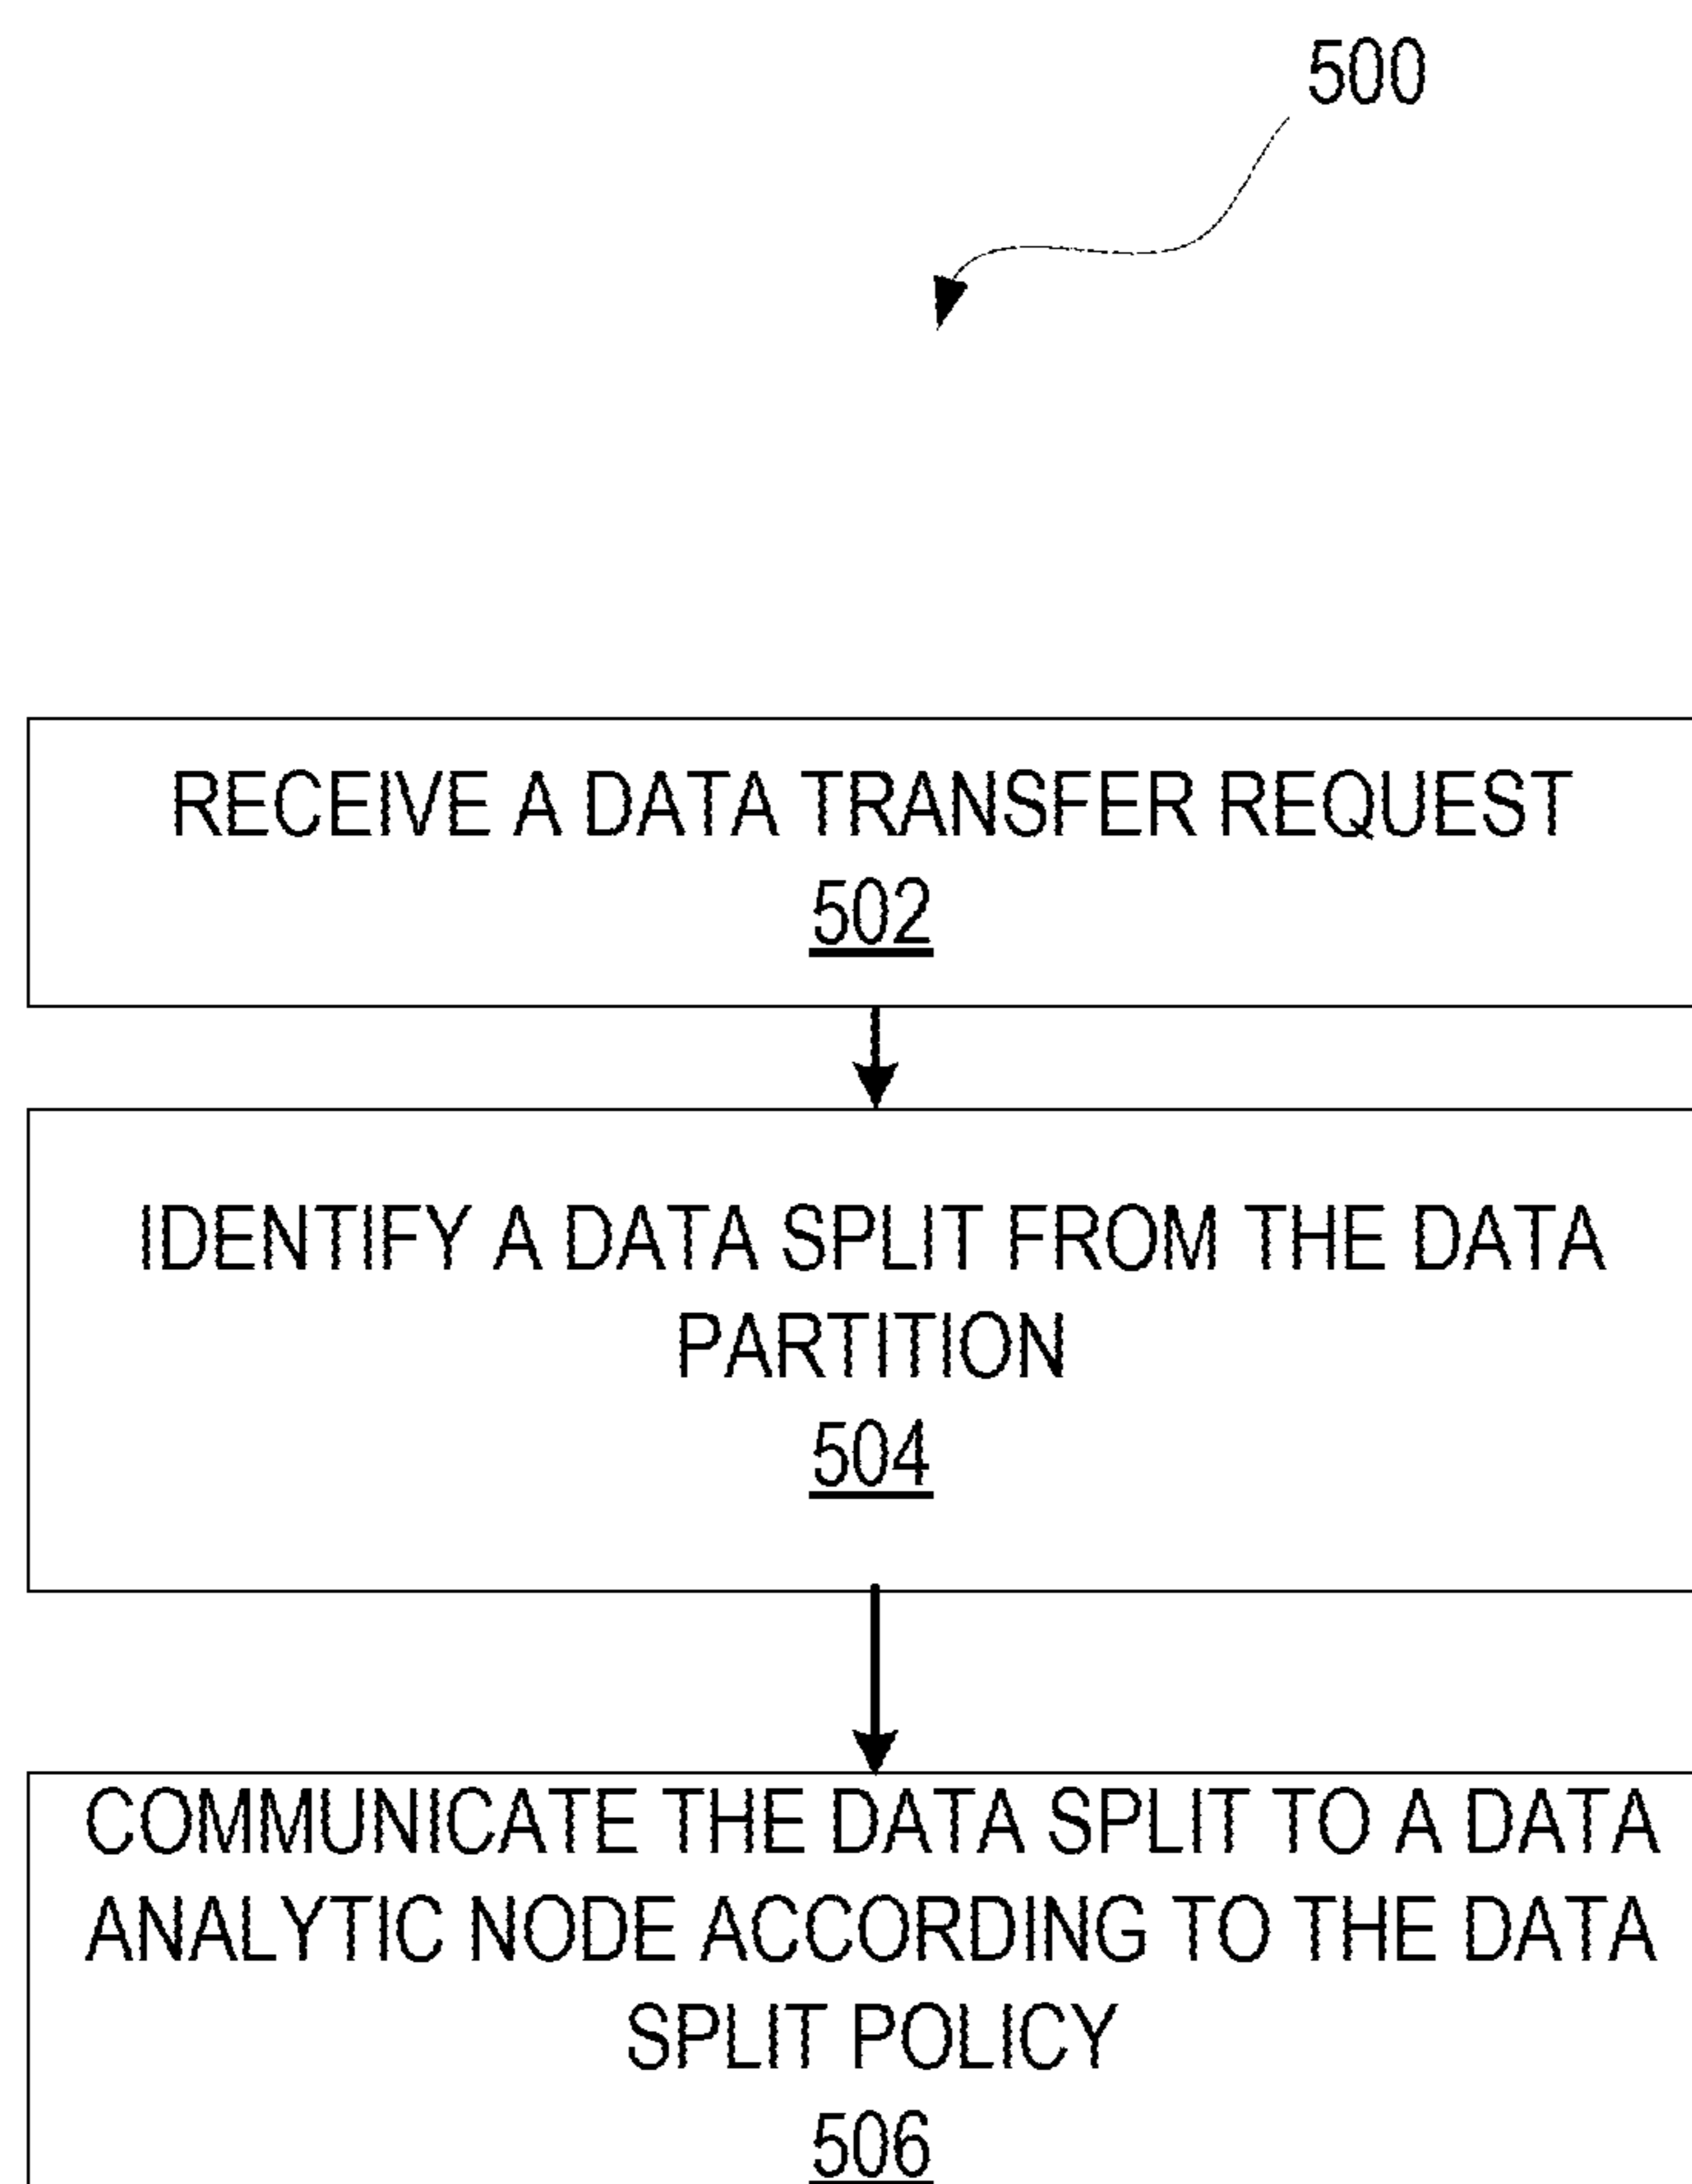 500
RECEIVE A DATA TRANSFER REQUEST
502
IDENTIFY A DATA SPLIT FROM THE DATA
PARTITION
504
COMMUNICATE THE DATA SPLIT TO A DATA
ANALYTIC NODE ACCORDING TO THE DATA
SPLIT POLICY
506